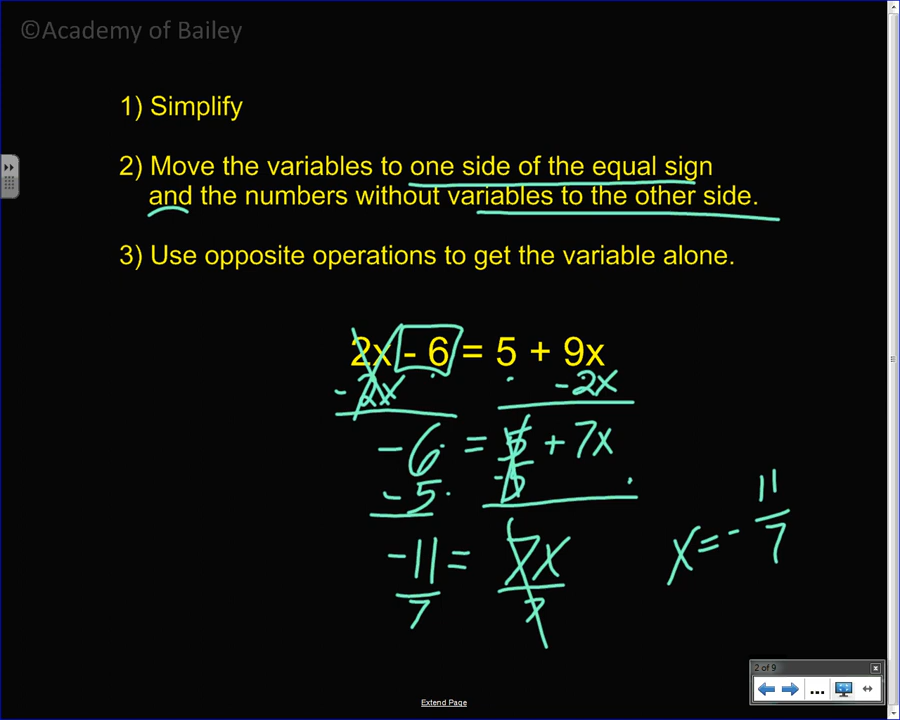 ©Academy of Bailey
1) Simplify
2) Move the variables to one side of the equal sign
and the numbers without variables to the other side.
3) Use opposite operations to get the variable alone.
2x - 6 = 5 + 9x
- 2x - 2x
- 6 = 5 + 7x
- 5 - 5
- 11 = 7x
7 7
x = - 11/7
2 of 9
Extend Page